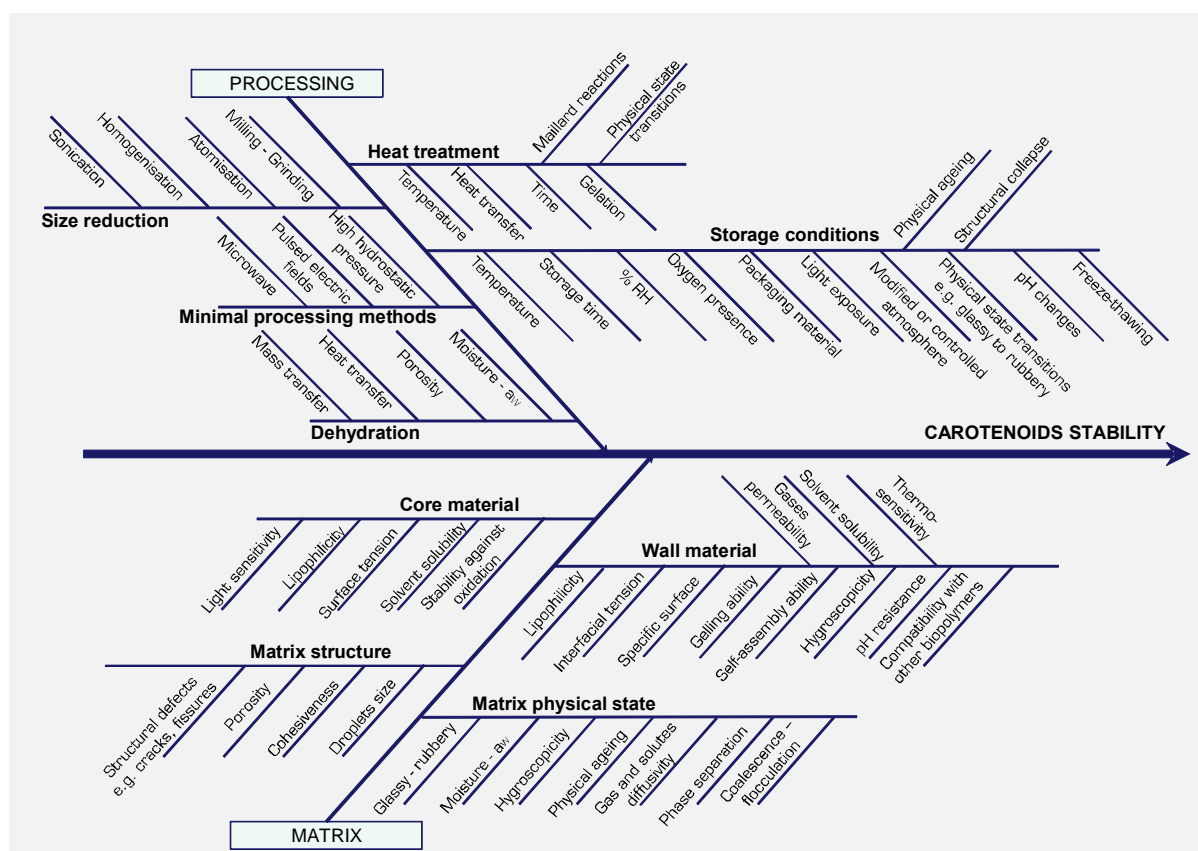 PROCESSING
Sonication
Homogenisation
Atomisation
Milling - Grinding
Size reduction
Maillard reactions
Physical state
transitions
Heat treatment
Temperature
Heat transfer
Time
Gelation
Microwave
Pulsed electric
fields
High hydrostatic
pressure
Minimal processing methods
Physical ageing
Structural collapse
Storage conditions
Temperature
Storage time
% RH
Oxygen presence
Packaging material
Light exposure
Modified or controlled
atmosphere
Physical state transitions
e.g. glassy to rubbery
pH changes
Freeze-thawing
Mass transfer
Heat transfer
Porosity
Moisture - aw
Dehydration
CAROTENOIDS STABILITY
Core material
Light sensitivity
Lipophilicity
Surface tension
Solvent solubility
Stability against
oxidation
Gases
permeability
Solvent solubility
Thermo-
sensitivity
Wall material
Lipophilicity
Interfacial tension
Specific surface
Gelling ability
Self-assembly ability
Hygroscopicity
pH resistance
Compatibility with
other biopolymers
Matrix structure
Structural defects
e.g. cracks, fissures
Porosity
Cohesiveness
Droplets size
Matrix physical state
Glassy - rubbery
Moisture - aw
Hygroscopicity
Physical ageing
Gas and solutes
diffusivity
Phase separation
Coalescence –
flocculation
MATRIX